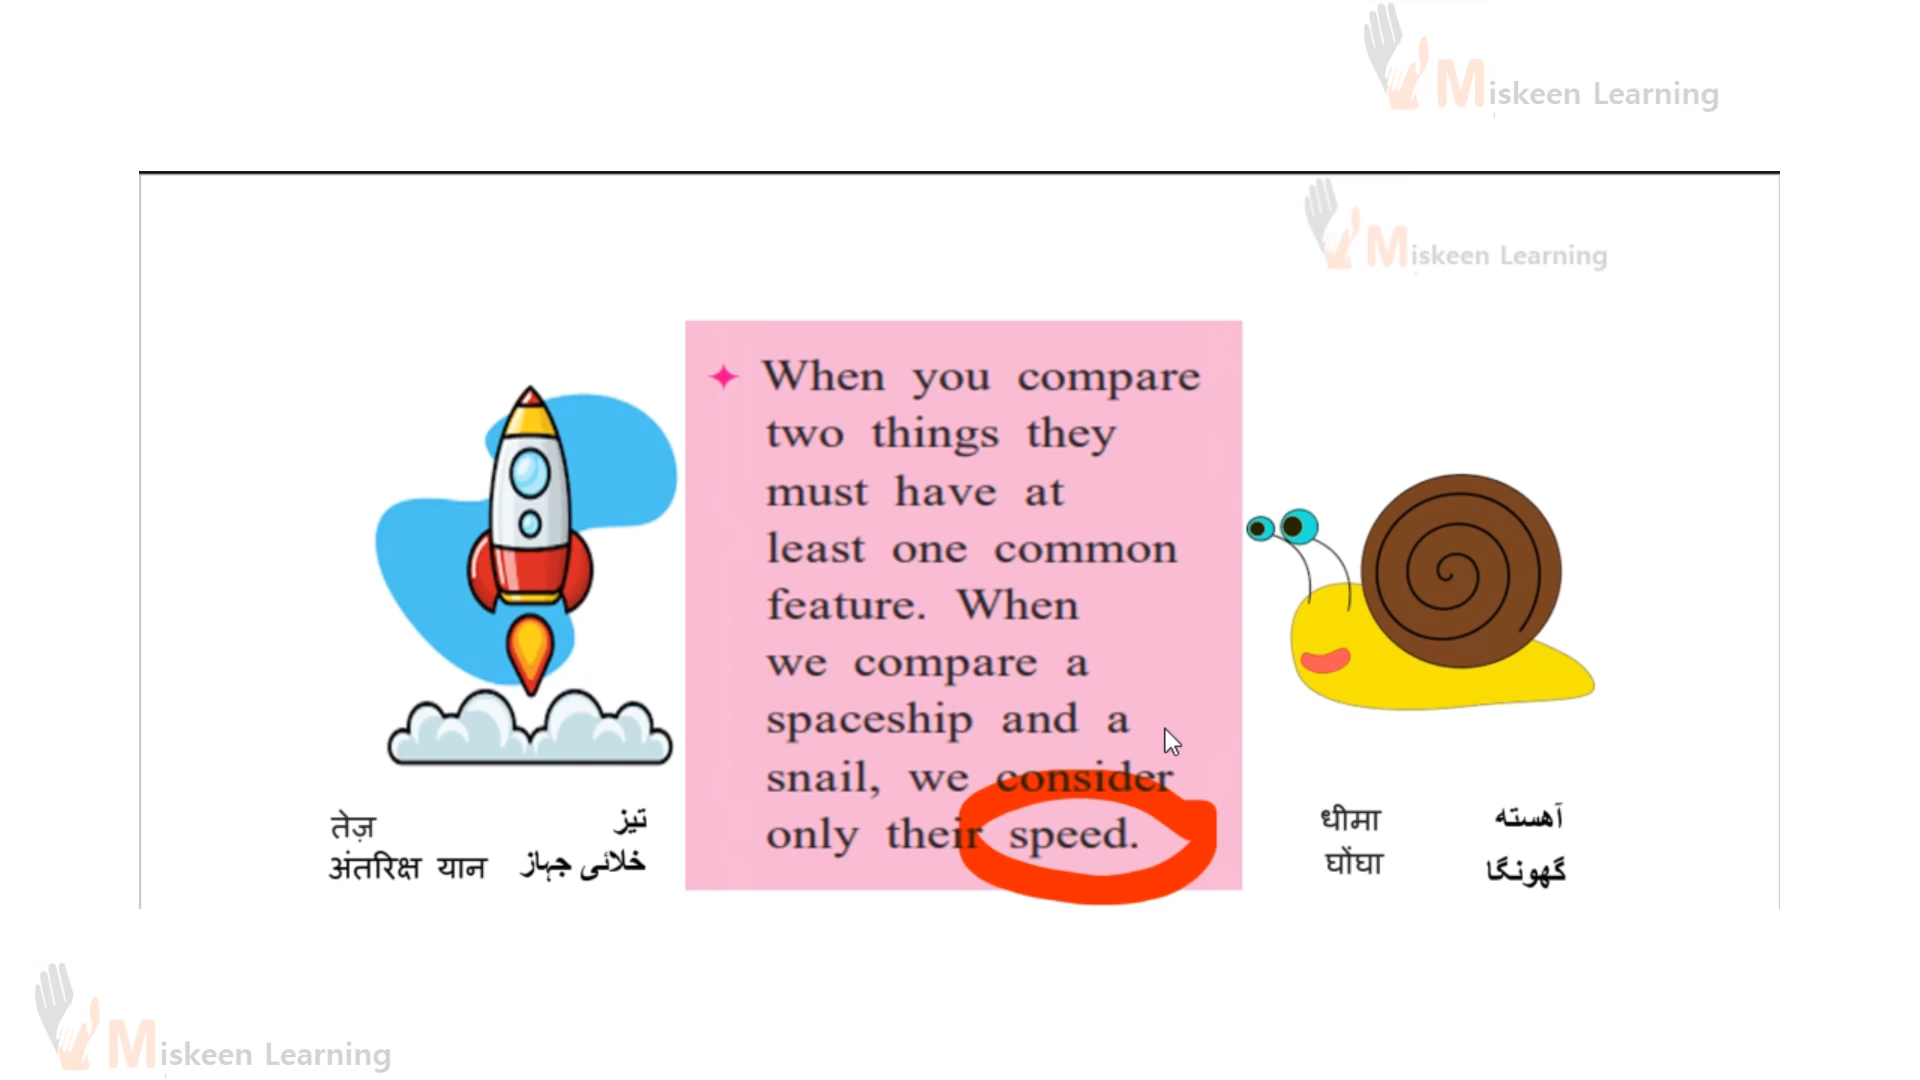 Miskeen Learning
Miskeen Learning
When you compare
two things they
must have at
least one common
feature. When
we compare a
spaceship and a
snail, we consider
only their speed.
तेज़
تیز
अंतरिक्ष यान
خلائی جہاز
धीमा
آهسته
घोंघा
گھونگا
Miskeen Learning